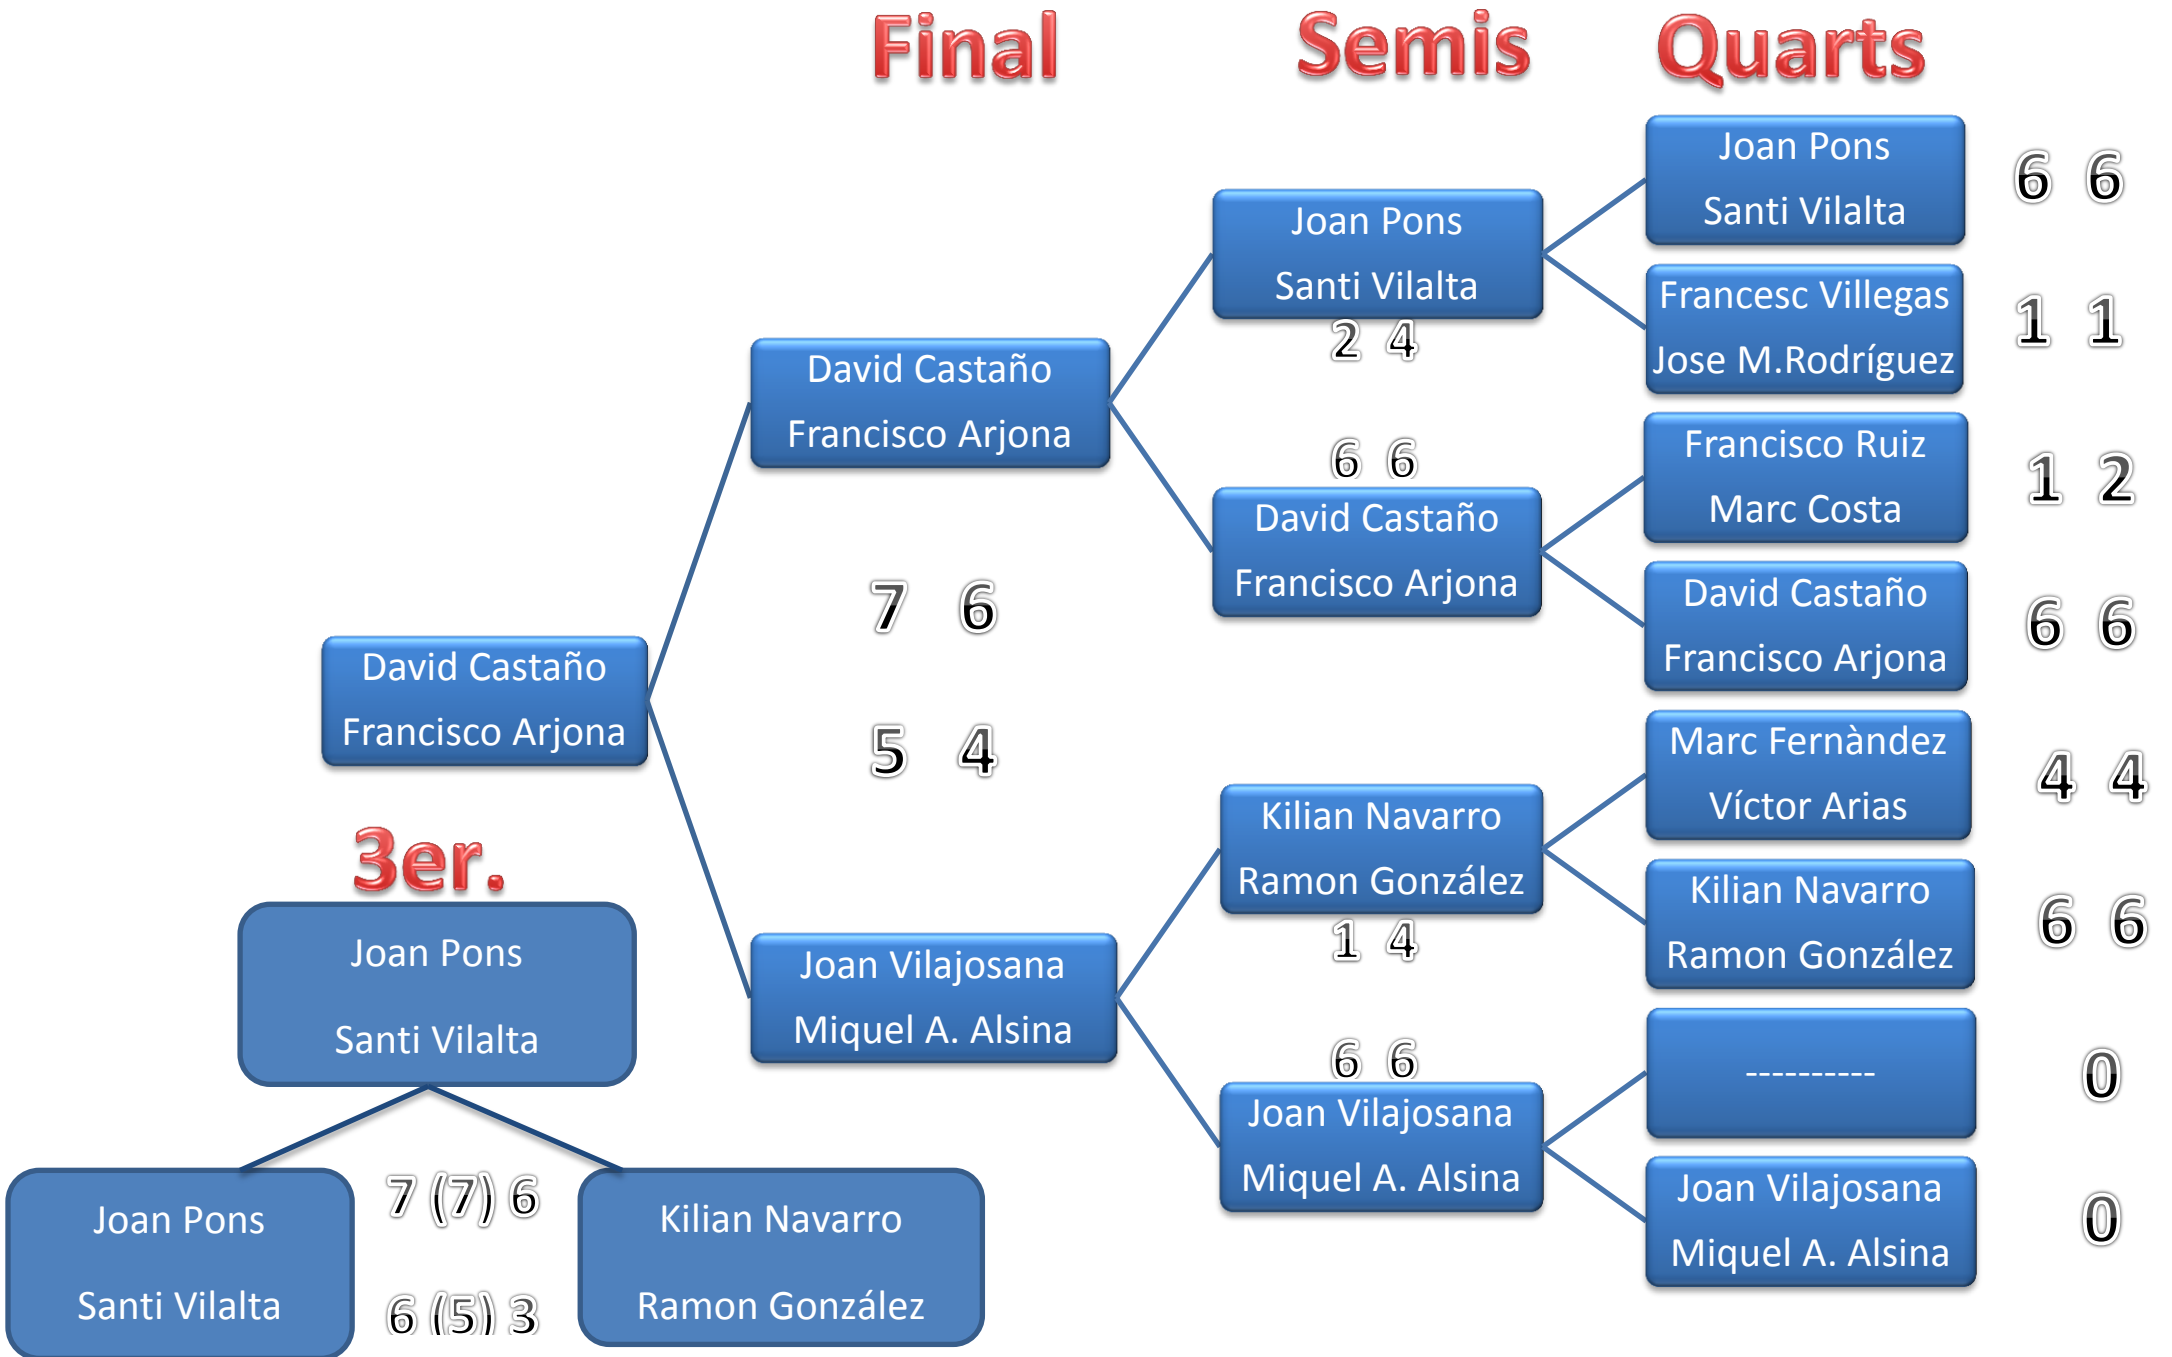 Final Semis Quarts
Joan Pons
Santi Vilalta
6 6
Francesc Villegas
Jose M.Rodríguez
1 1
Francisco Ruiz
Marc Costa
1 2
David Castaño
Francisco Arjona
6 6
Marc Fernàndez
Víctor Arias
4 4
Kilian Navarro
Ramon González
6 6
----------
0
Joan Vilajosana
Miquel A. Alsina
0
Joan Pons
Santi Vilalta
2 4
6 6
David Castaño
Francisco Arjona
Kilian Navarro
Ramon González
1 4
6 6
Joan Vilajosana
Miquel A. Alsina
David Castaño
Francisco Arjona
7 6
5 4
Joan Vilajosana
Miquel A. Alsina
David Castaño
Francisco Arjona
3er.
Joan Pons
Santi Vilalta
Joan Pons
Santi Vilalta
7 (7) 6
6 (5) 3
Kilian Navarro
Ramon González